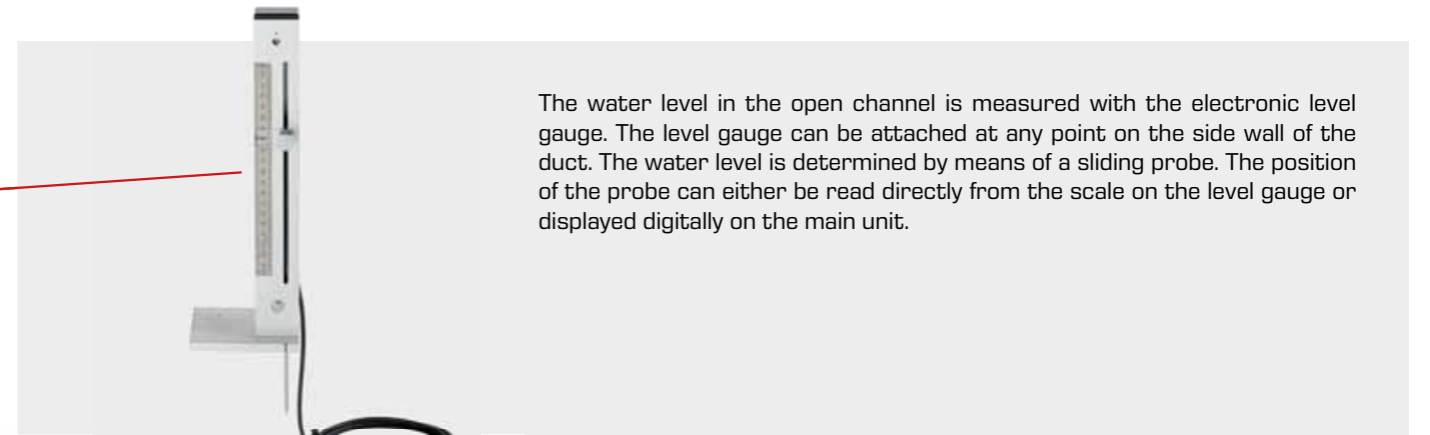 The water level in the open channel is measured with the electronic level
gauge. The level gauge can be attached at any point on the side wall of the
duct. The water level is determined by means of a sliding probe. The position
of the probe can either be read directly from the scale on the level gauge or
displayed digitally on the main unit.